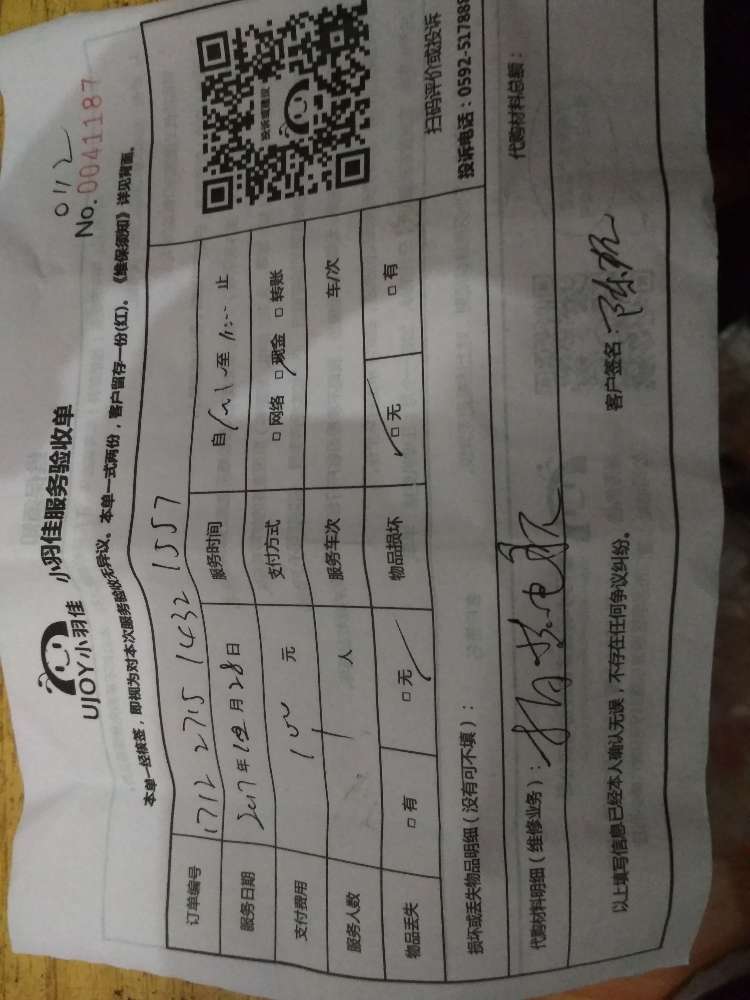 UJOY小羽佳 小羽佳服务验收单
0112
No. 0041187
本单一经核签，即视为对本次服务验收无异议。本单一式两份，客户留存一份(红)。《维保须知》详见背面。
订单编号 1712 2715 1432 1557
服务日期 2017年12月28日 服务时间 自 至 止
支付费用 100 元 支付方式 □网络 □现金 □转账
服务人数 1 人 服务车次 车/次
物品丢失 □有 □无 物品损坏 □无 □有
投诉或建议
扫码评价或投诉
投诉电话：0592-517888
损坏或丢失物品明细（没有可不填）：
代购材料明细（维修业务）： 代购材料总额：
以上填写信息已经本人确认无误，不存在任何争议纠纷。 客户签名：